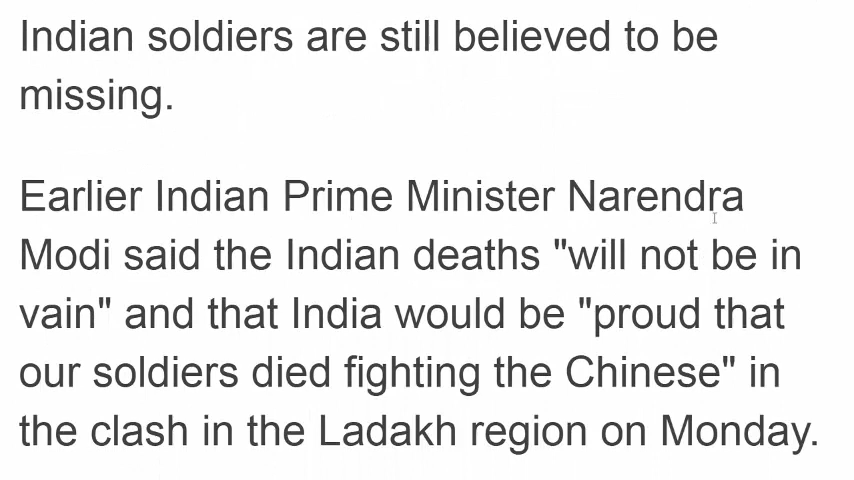 Indian soldiers are still believed to be
missing.
Earlier Indian Prime Minister Narendra
Modi said the Indian deaths "will not be in
vain" and that India would be "proud that
our soldiers died fighting the Chinese" in
the clash in the Ladakh region on Monday.